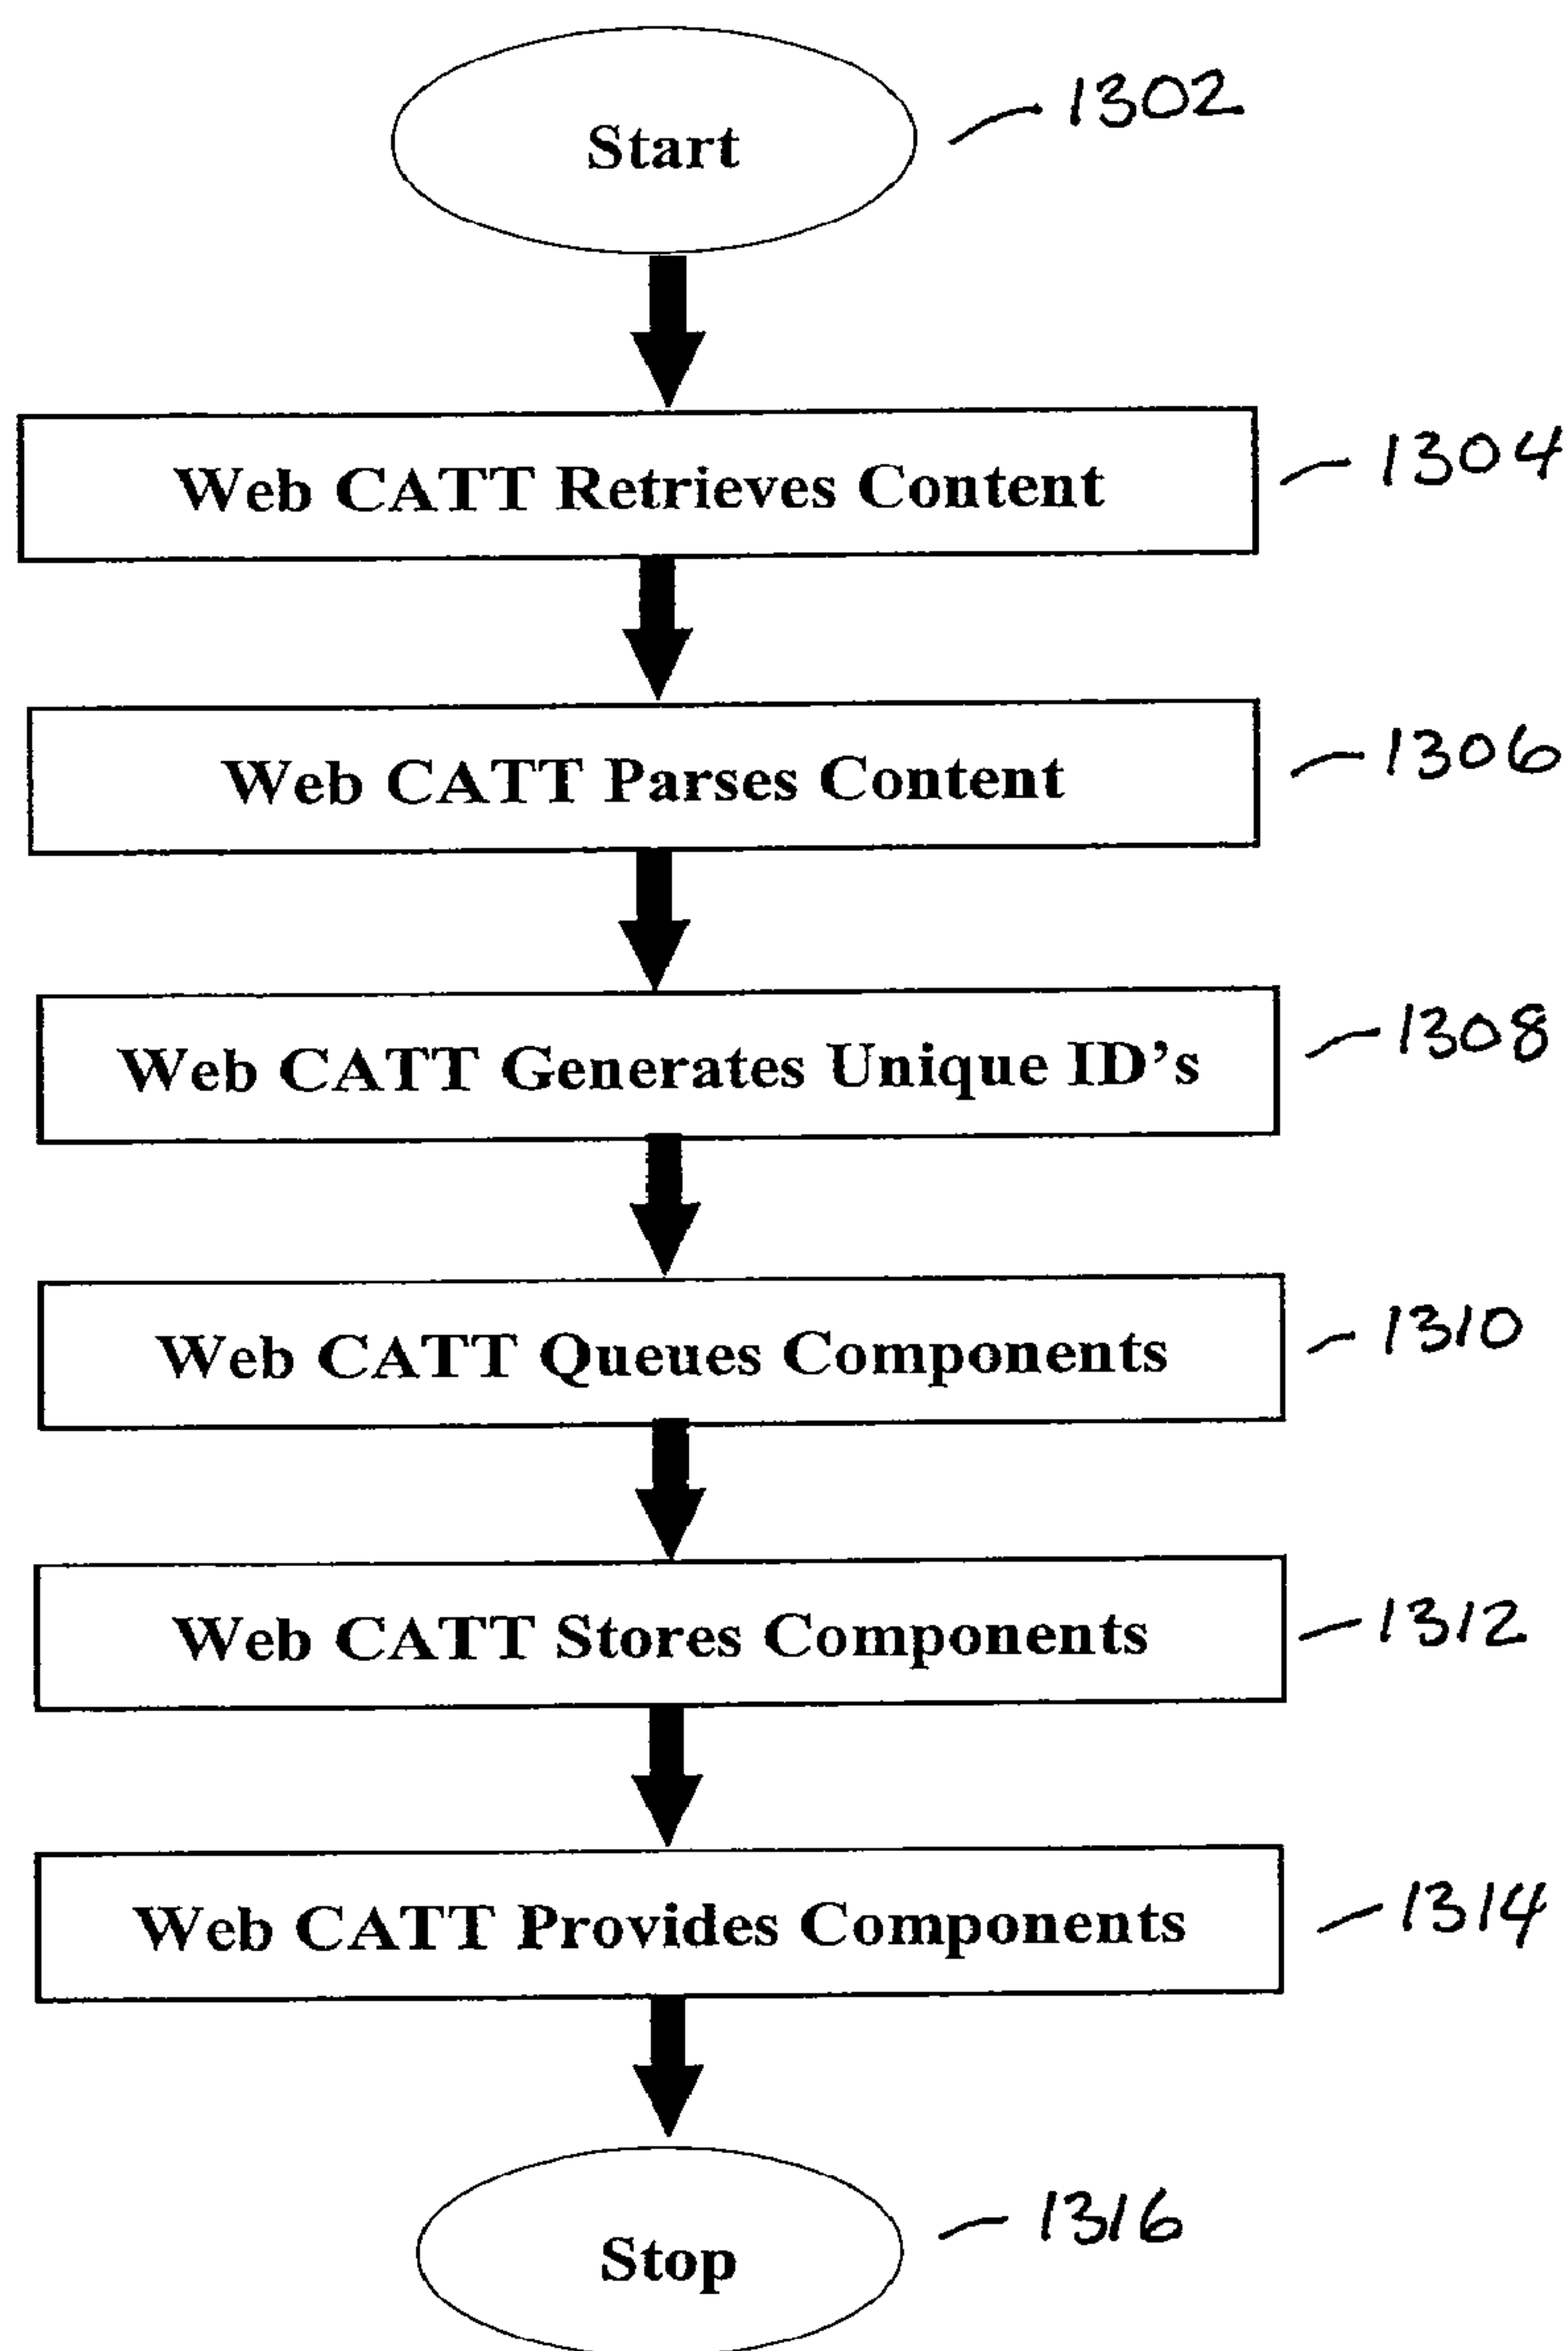 Start
1302
Web CATT Retrieves Content
1304
Web CATT Parses Content
1306
Web CATT Generates Unique ID’s
1308
Web CATT Queues Components
1310
Web CATT Stores Components
1312
Web CATT Provides Components
1314
Stop
1316